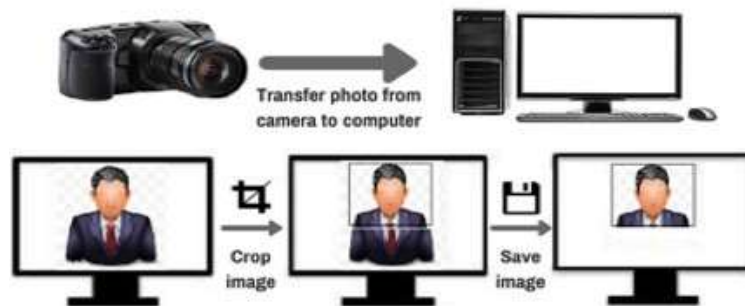 Transfer photo from
camera to computer
Crop
image
Save
image